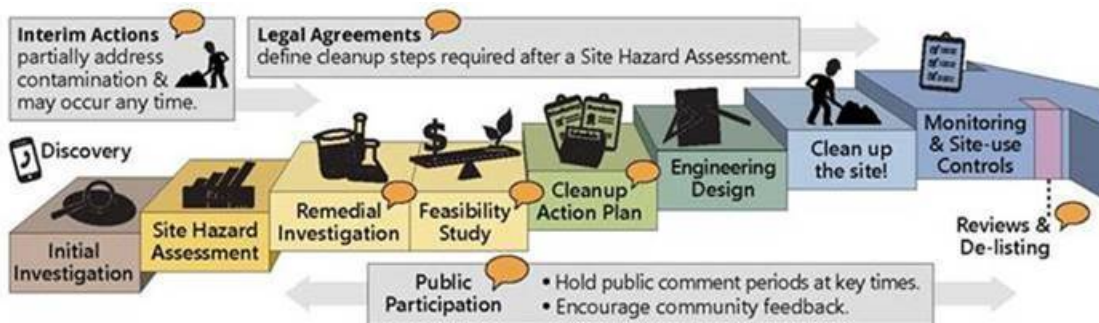 Interim Actions
partially address
contamination &
may occur any time.
Legal Agreements
define cleanup steps required after a Site Hazard Assessment.
Discovery
Initial
Investigation
Site Hazard
Assessment
Remedial
Investigation
Feasibility
Study
$
Cleanup
Action Plan
Engineering
Design
Clean up
the site!
Monitoring
& Site-use
Controls
Reviews &
De-listing
Public
Participation
• Hold public comment periods at key times.
• Encourage community feedback.